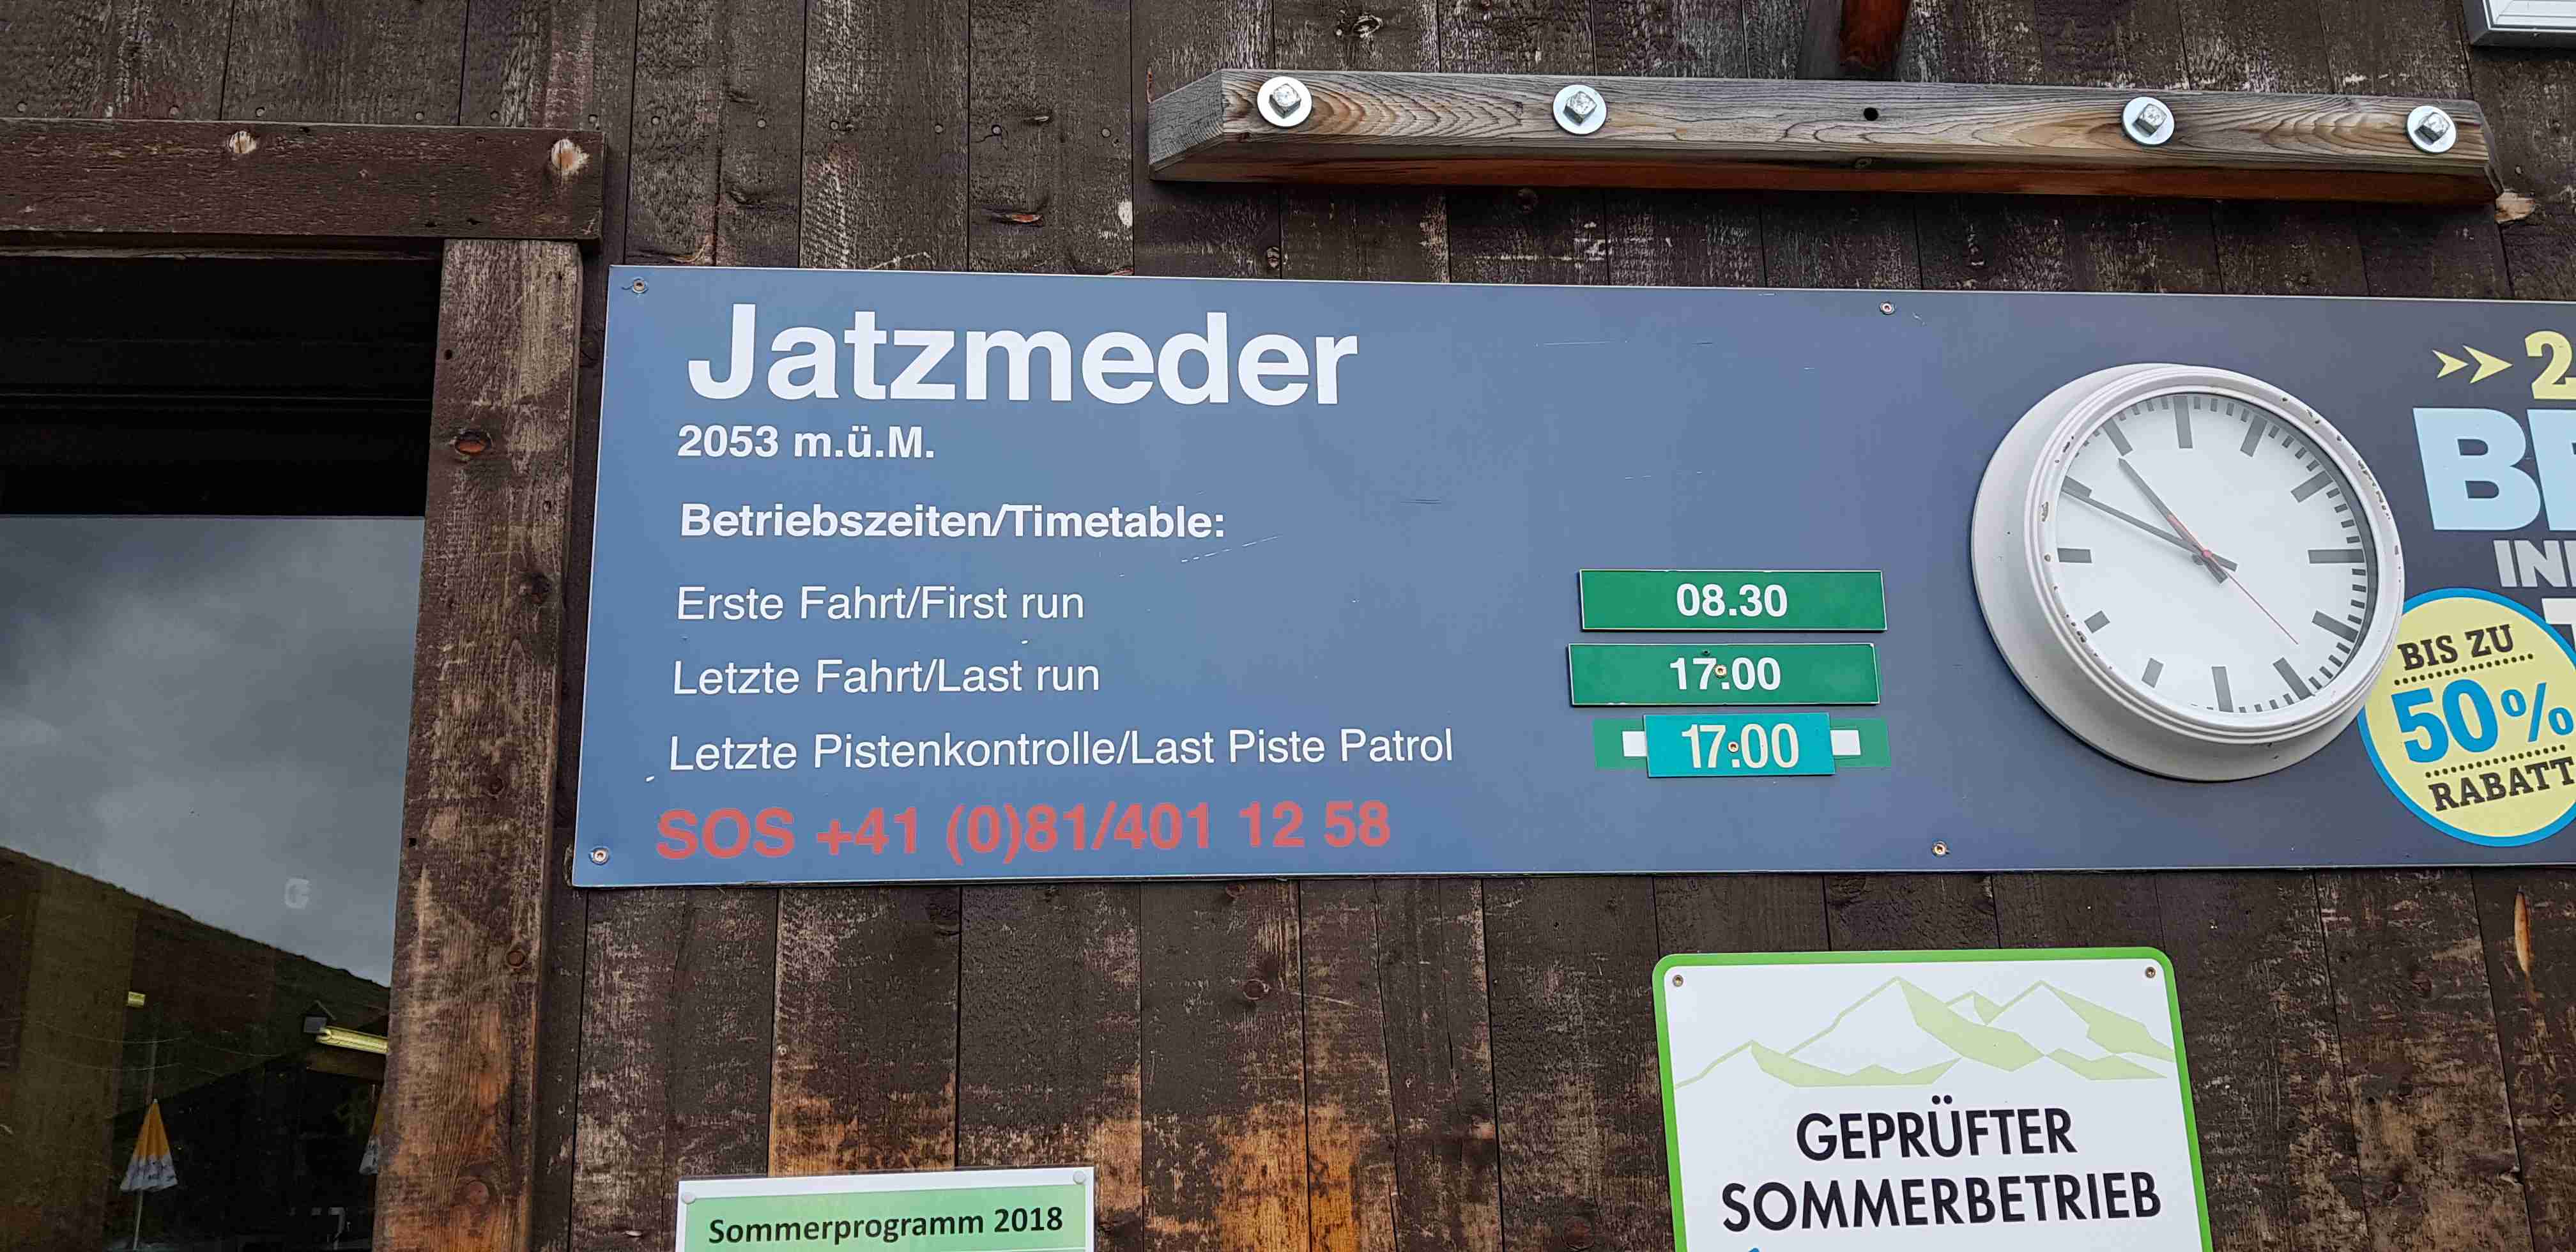 Jatzmeder
2053 m.ü.M.
Betriebszeiten/Timetable:
Erste Fahrt/First run 08.30
Letzte Fahrt/Last run 17:00
Letzte Pistenkontrolle/Last Piste Patrol 17:00
SOS +41 (0)81/401 12 58
BIS ZU
50%
RABATT
GEPRÜFTER
SOMMERBETRIEB
Sommerprogramm 2018